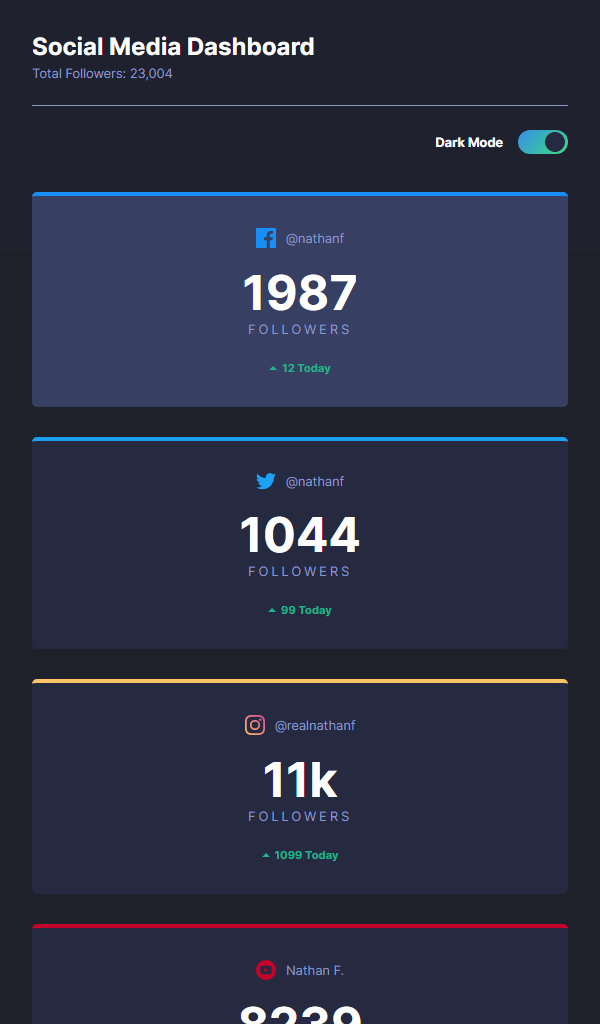 Social Media Dashboard
Total Followers: 23,004
Dark Mode
@nathanf
1987
FOLLOWERS
12 Today
@nathanf
1044
FOLLOWERS
99 Today
@realnathanf
11k
FOLLOWERS
1099 Today
Nathan F.
8239